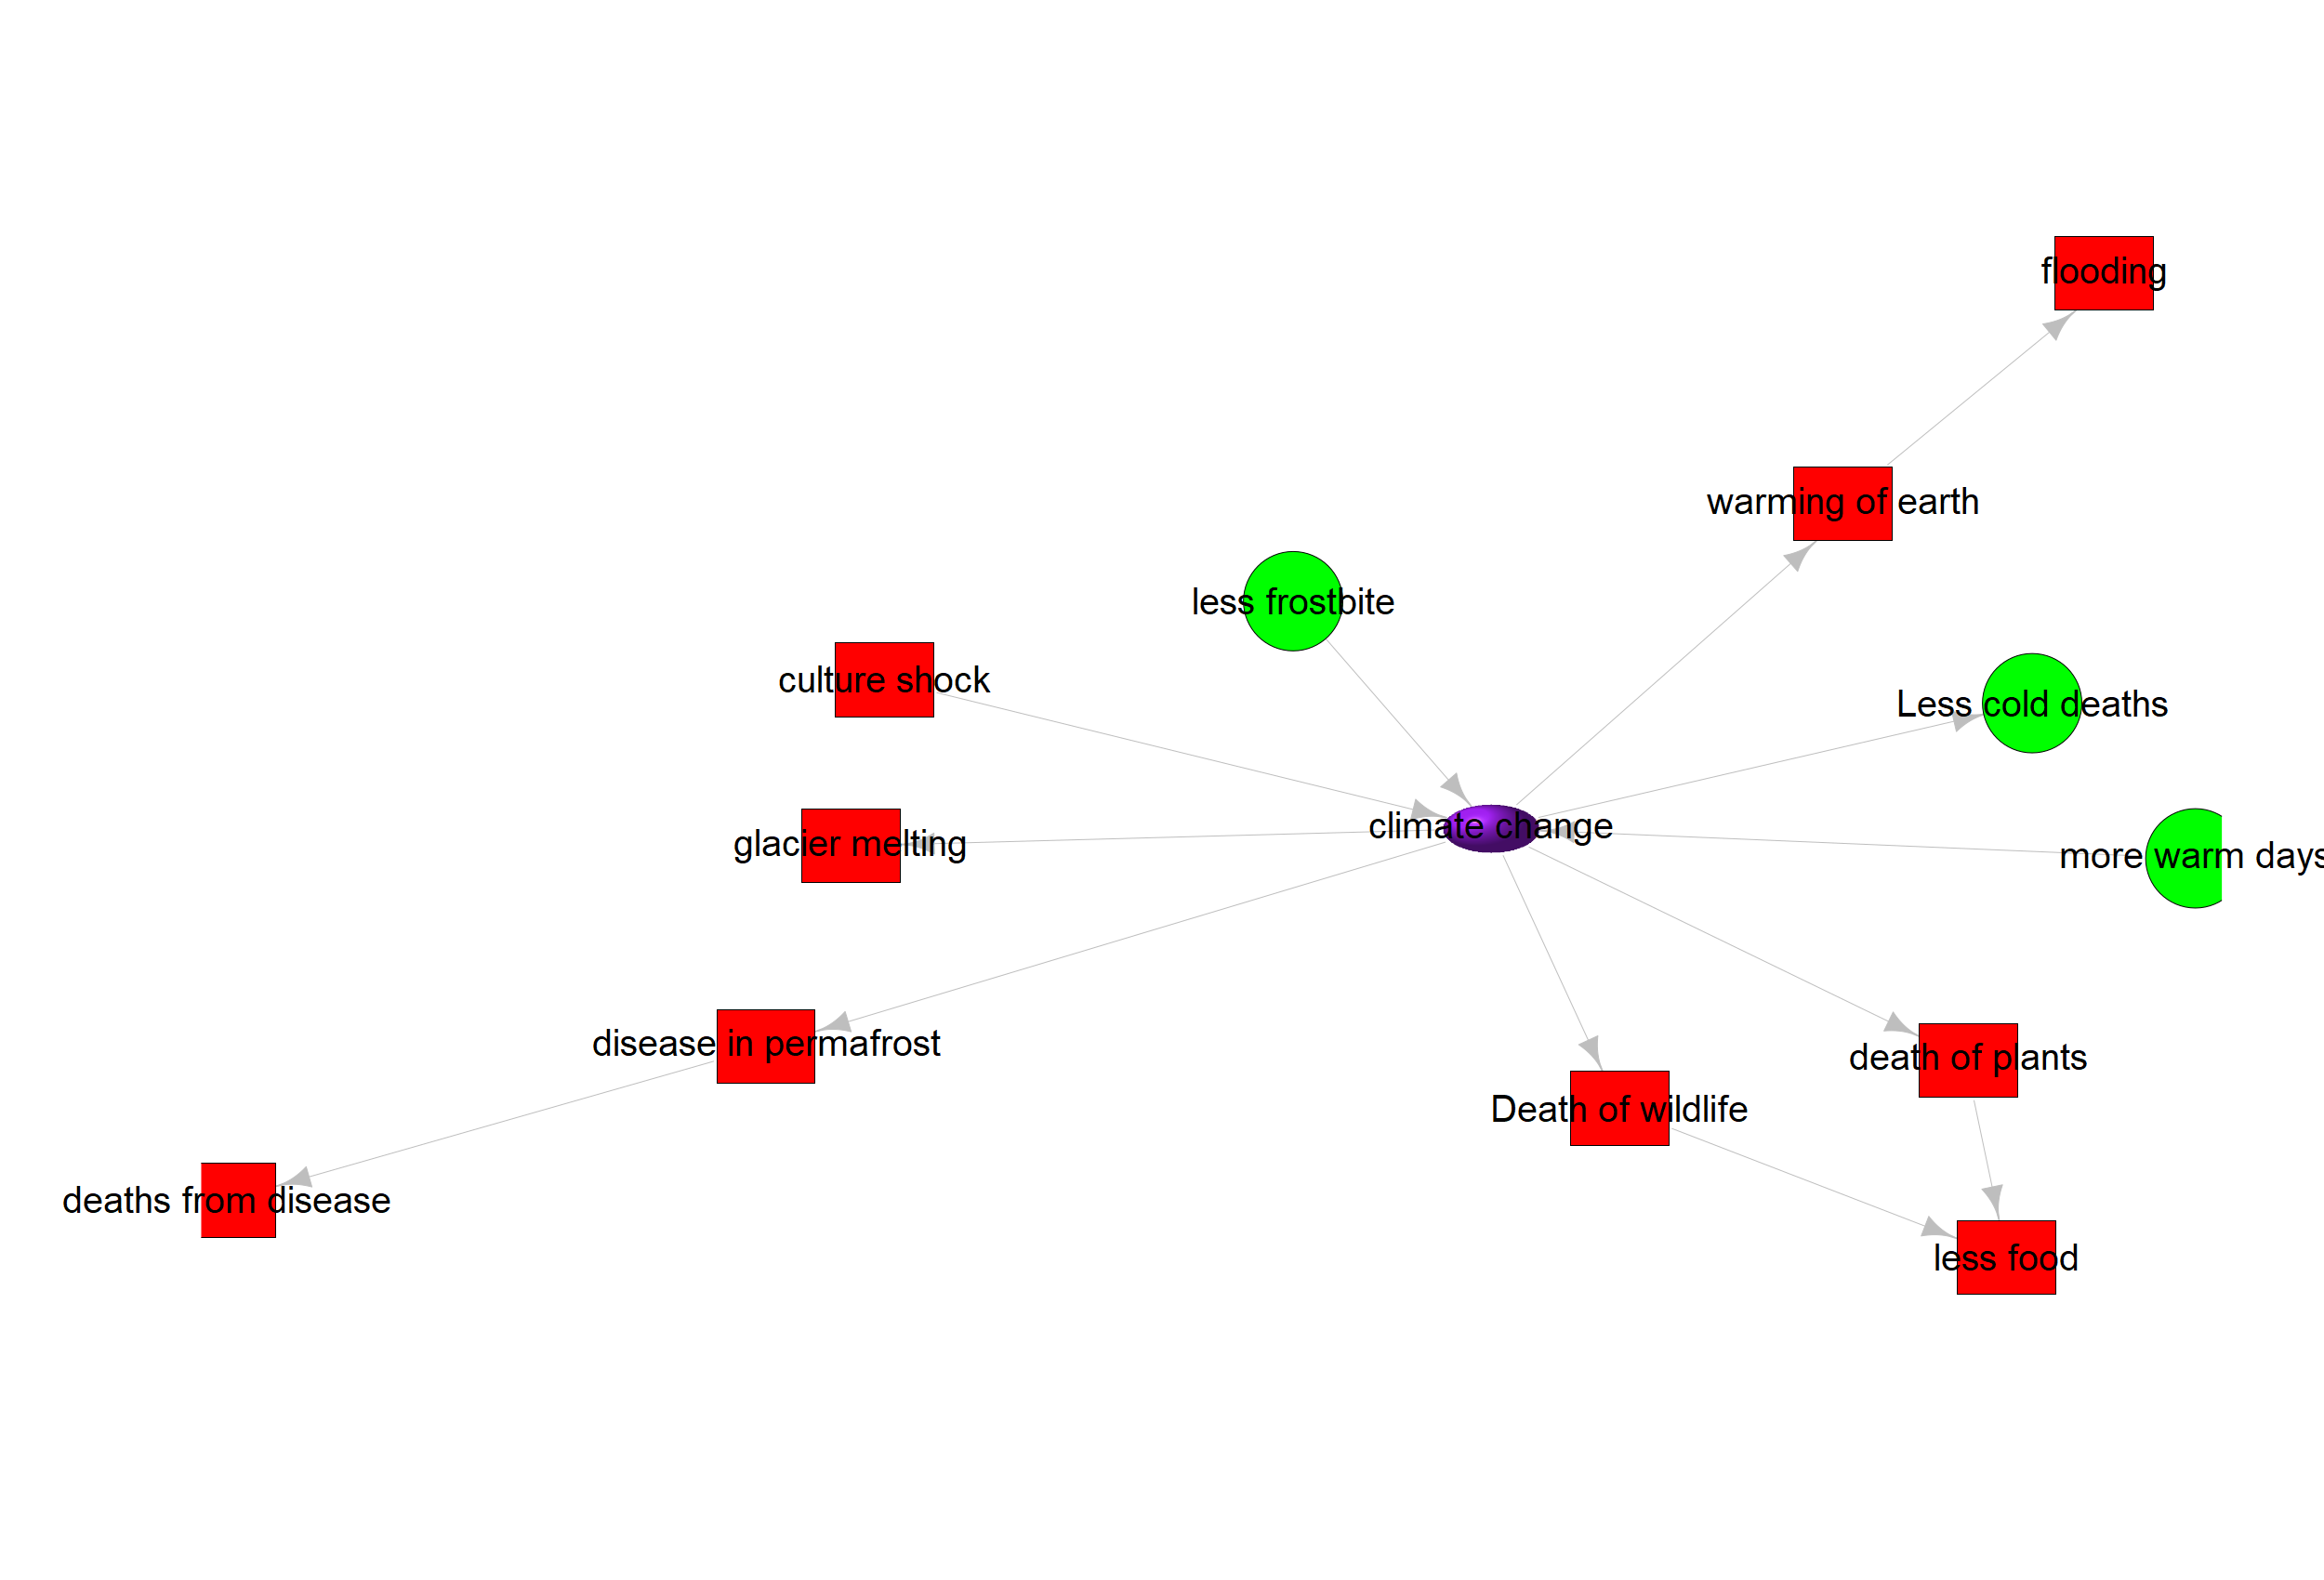 flooding
warming of earth
less frostbite
culture shock
Less cold deaths
climate change
glacier melting
more warm days
disease in permafrost
death of plants
Death of wildlife
deaths from disease
less food